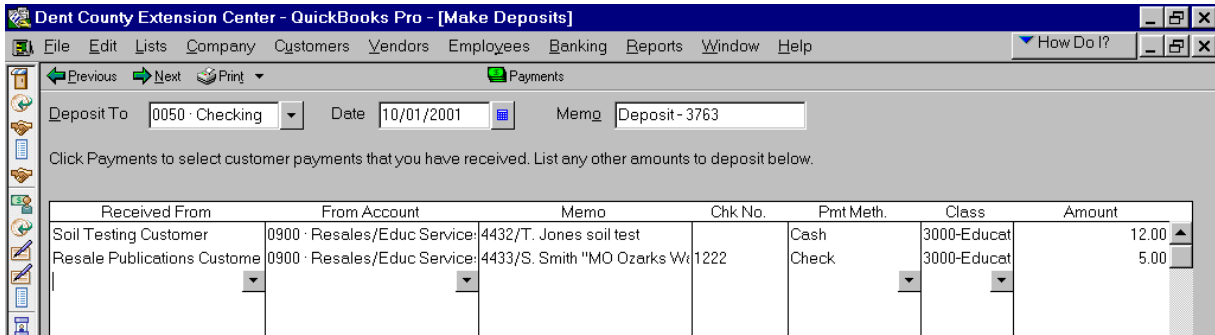 Dent County Extension Center - QuickBooks Pro - [Make Deposits]
File Edit Lists Company Customers Vendors Employees Banking Reports Window Help How Do I?
Previous Next Print Payments
Deposit To 0050 · Checking Date 10/01/2001 Memo Deposit - 3763
Click Payments to select customer payments that you have received. List any other amounts to deposit below.
Received From From Account Memo Chk No. Pmt Meth. Class Amount
Soil Testing Customer 0900 · Resales/Educ Service: 4432/T. Jones soil test Cash 3000-Educat 12.00
Resale Publications Custome 0900 · Resales/Educ Service: 4433/S. Smith "MO Ozarks Wa 1222 Check 3000-Educat 5.00